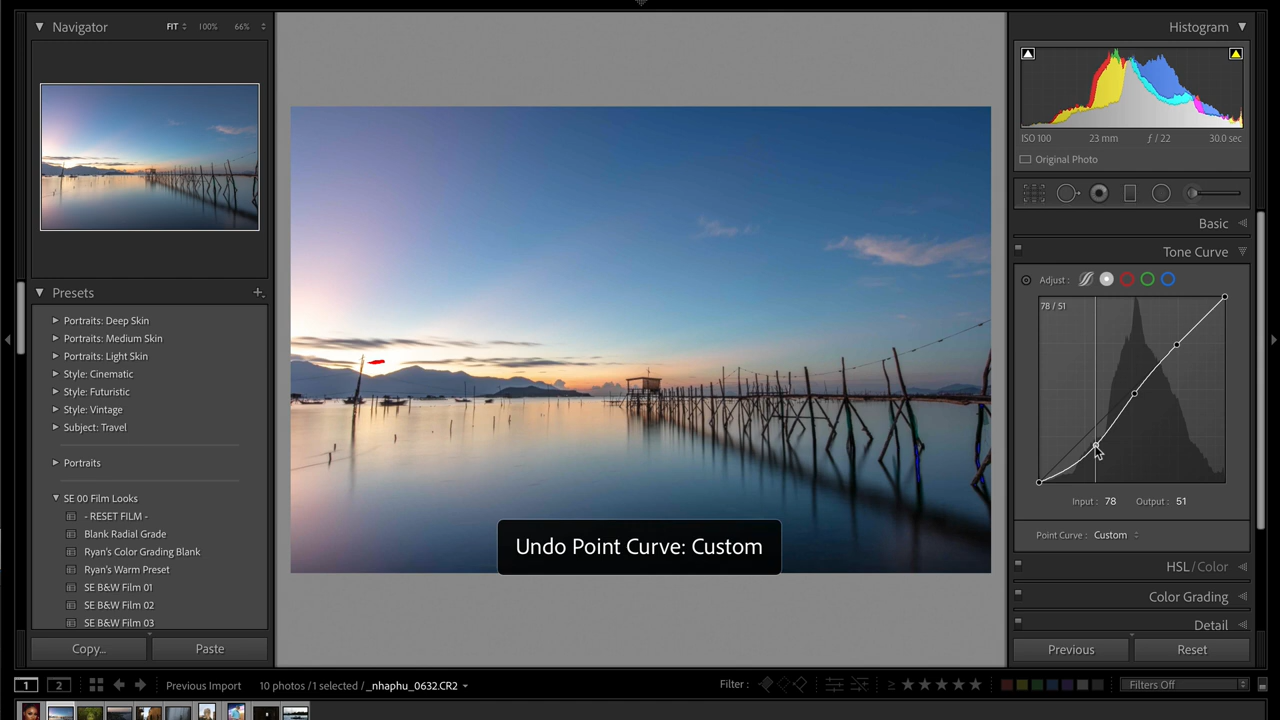 Navigator
FIT
100%
66%
Presets
Portraits: Deep Skin
Portraits: Medium Skin
Portraits: Light Skin
Style: Cinematic
Style: Futuristic
Style: Vintage
Subject: Travel
Portraits
SE 00 Film Looks
- RESET FILM -
Blank Radial Grade
Ryan's Color Grading Blank
Ryan's Warm Preset
SE B&W Film 01
SE B&W Film 02
SE B&W Film 03
Copy...
Paste
Undo Point Curve: Custom
Histogram
ISO 100
23 mm
ƒ / 22
30.0 sec
Original Photo
Basic
Tone Curve
Adjust :
78 / 51
Input : 78
Output : 51
Point Curve : Custom
HSL / Color
Color Grading
Detail
Previous
Reset
1
2
Previous Import
10 photos / 1 selected / _nhaphu_0632.CR2
Filter :
≥ ★★★★★
Filters Off